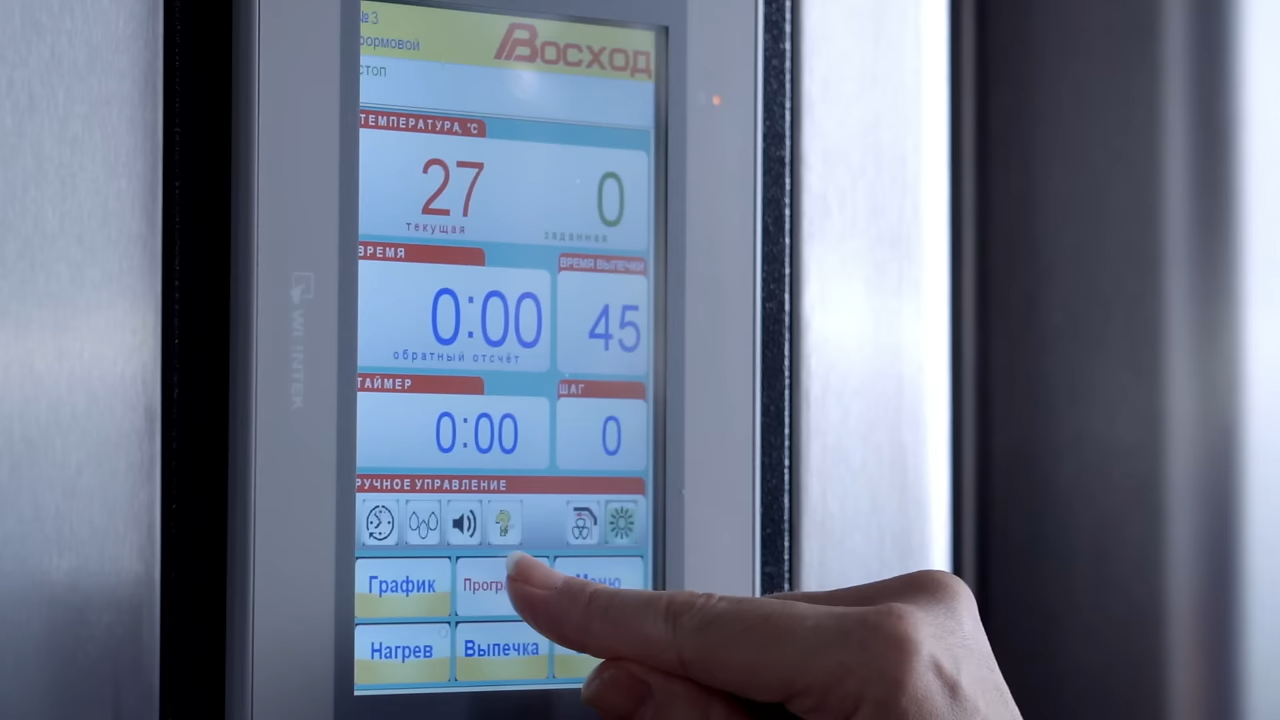 №3
формовой
Восход
стоп
ТЕМПЕРАТУРА, °C
27
0
текущая
заданная
ВРЕМЯ
ВРЕМЯ ВЫПЕЧКИ
0:00
45
обратный отсчёт
ТАЙМЕР
ШАГ
0:00
0
РУЧНОЕ УПРАВЛЕНИЕ
График
Меню
Нагрев
Выпечка
WEINTEK